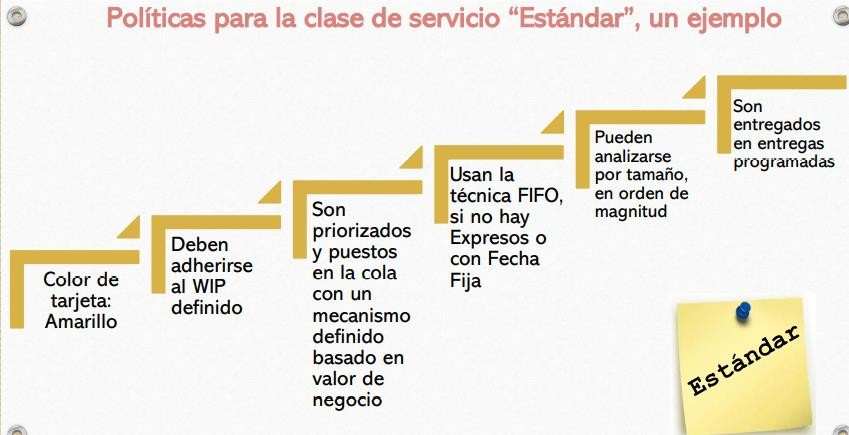 Políticas para la clase de servicio “Estándar”, un ejemplo
Color de
tarjeta:
Amarillo
Deben
adherirse
al WIP
definido
Son
priorizados
y puestos
en la cola
con un
mecanismo
definido
basado en
valor de
negocio
Usan la
técnica FIFO,
si no hay
Expresos o
con Fecha
Fija
Pueden
analizarse
por tamaño,
en orden de
magnitud
Son
entregados
en entregas
programadas
Estándar